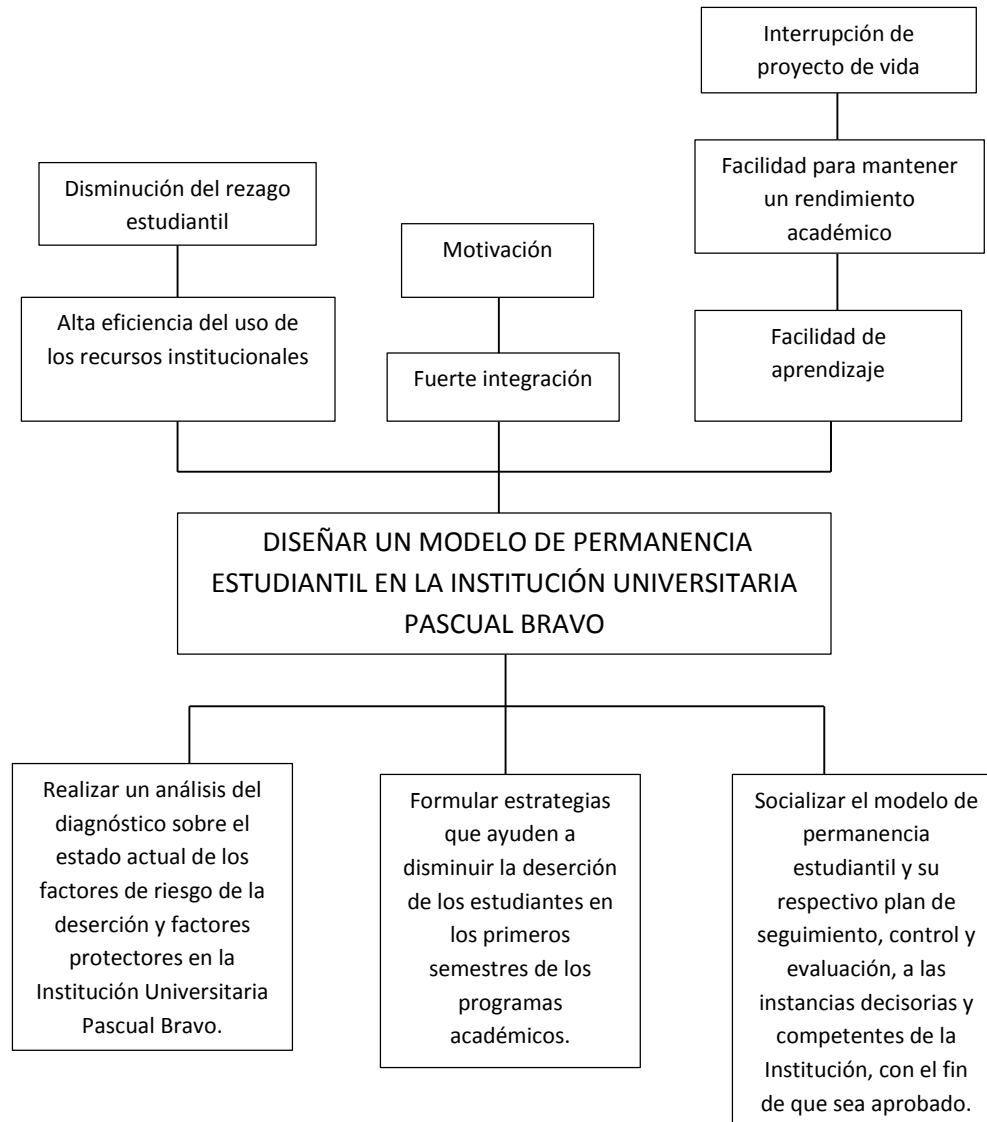 Interrupción de
proyecto de vida
Facilidad para mantener
un rendimiento
académico
Disminución del rezago
estudiantil
Motivación
Alta eficiencia del uso de
los recursos institucionales
Facilidad de
aprendizaje
Fuerte integración
DISEÑAR UN MODELO DE PERMANENCIA
ESTUDIANTIL EN LA INSTITUCIÓN UNIVERSITARIA
PASCUAL BRAVO
Realizar un análisis del
diagnóstico sobre el
estado actual de los
factores de riesgo de la
deserción y factores
protectores en la
Institución Universitaria
Pascual Bravo.
Formular estrategias
que ayuden a
disminuir la deserción
de los estudiantes en
los primeros
semestres de los
programas
académicos.
Socializar el modelo de
permanencia
estudiantil y su
respectivo plan de
seguimiento, control y
evaluación, a las
instancias decisorias y
competentes de la
Institución, con el fin
de que sea aprobado.